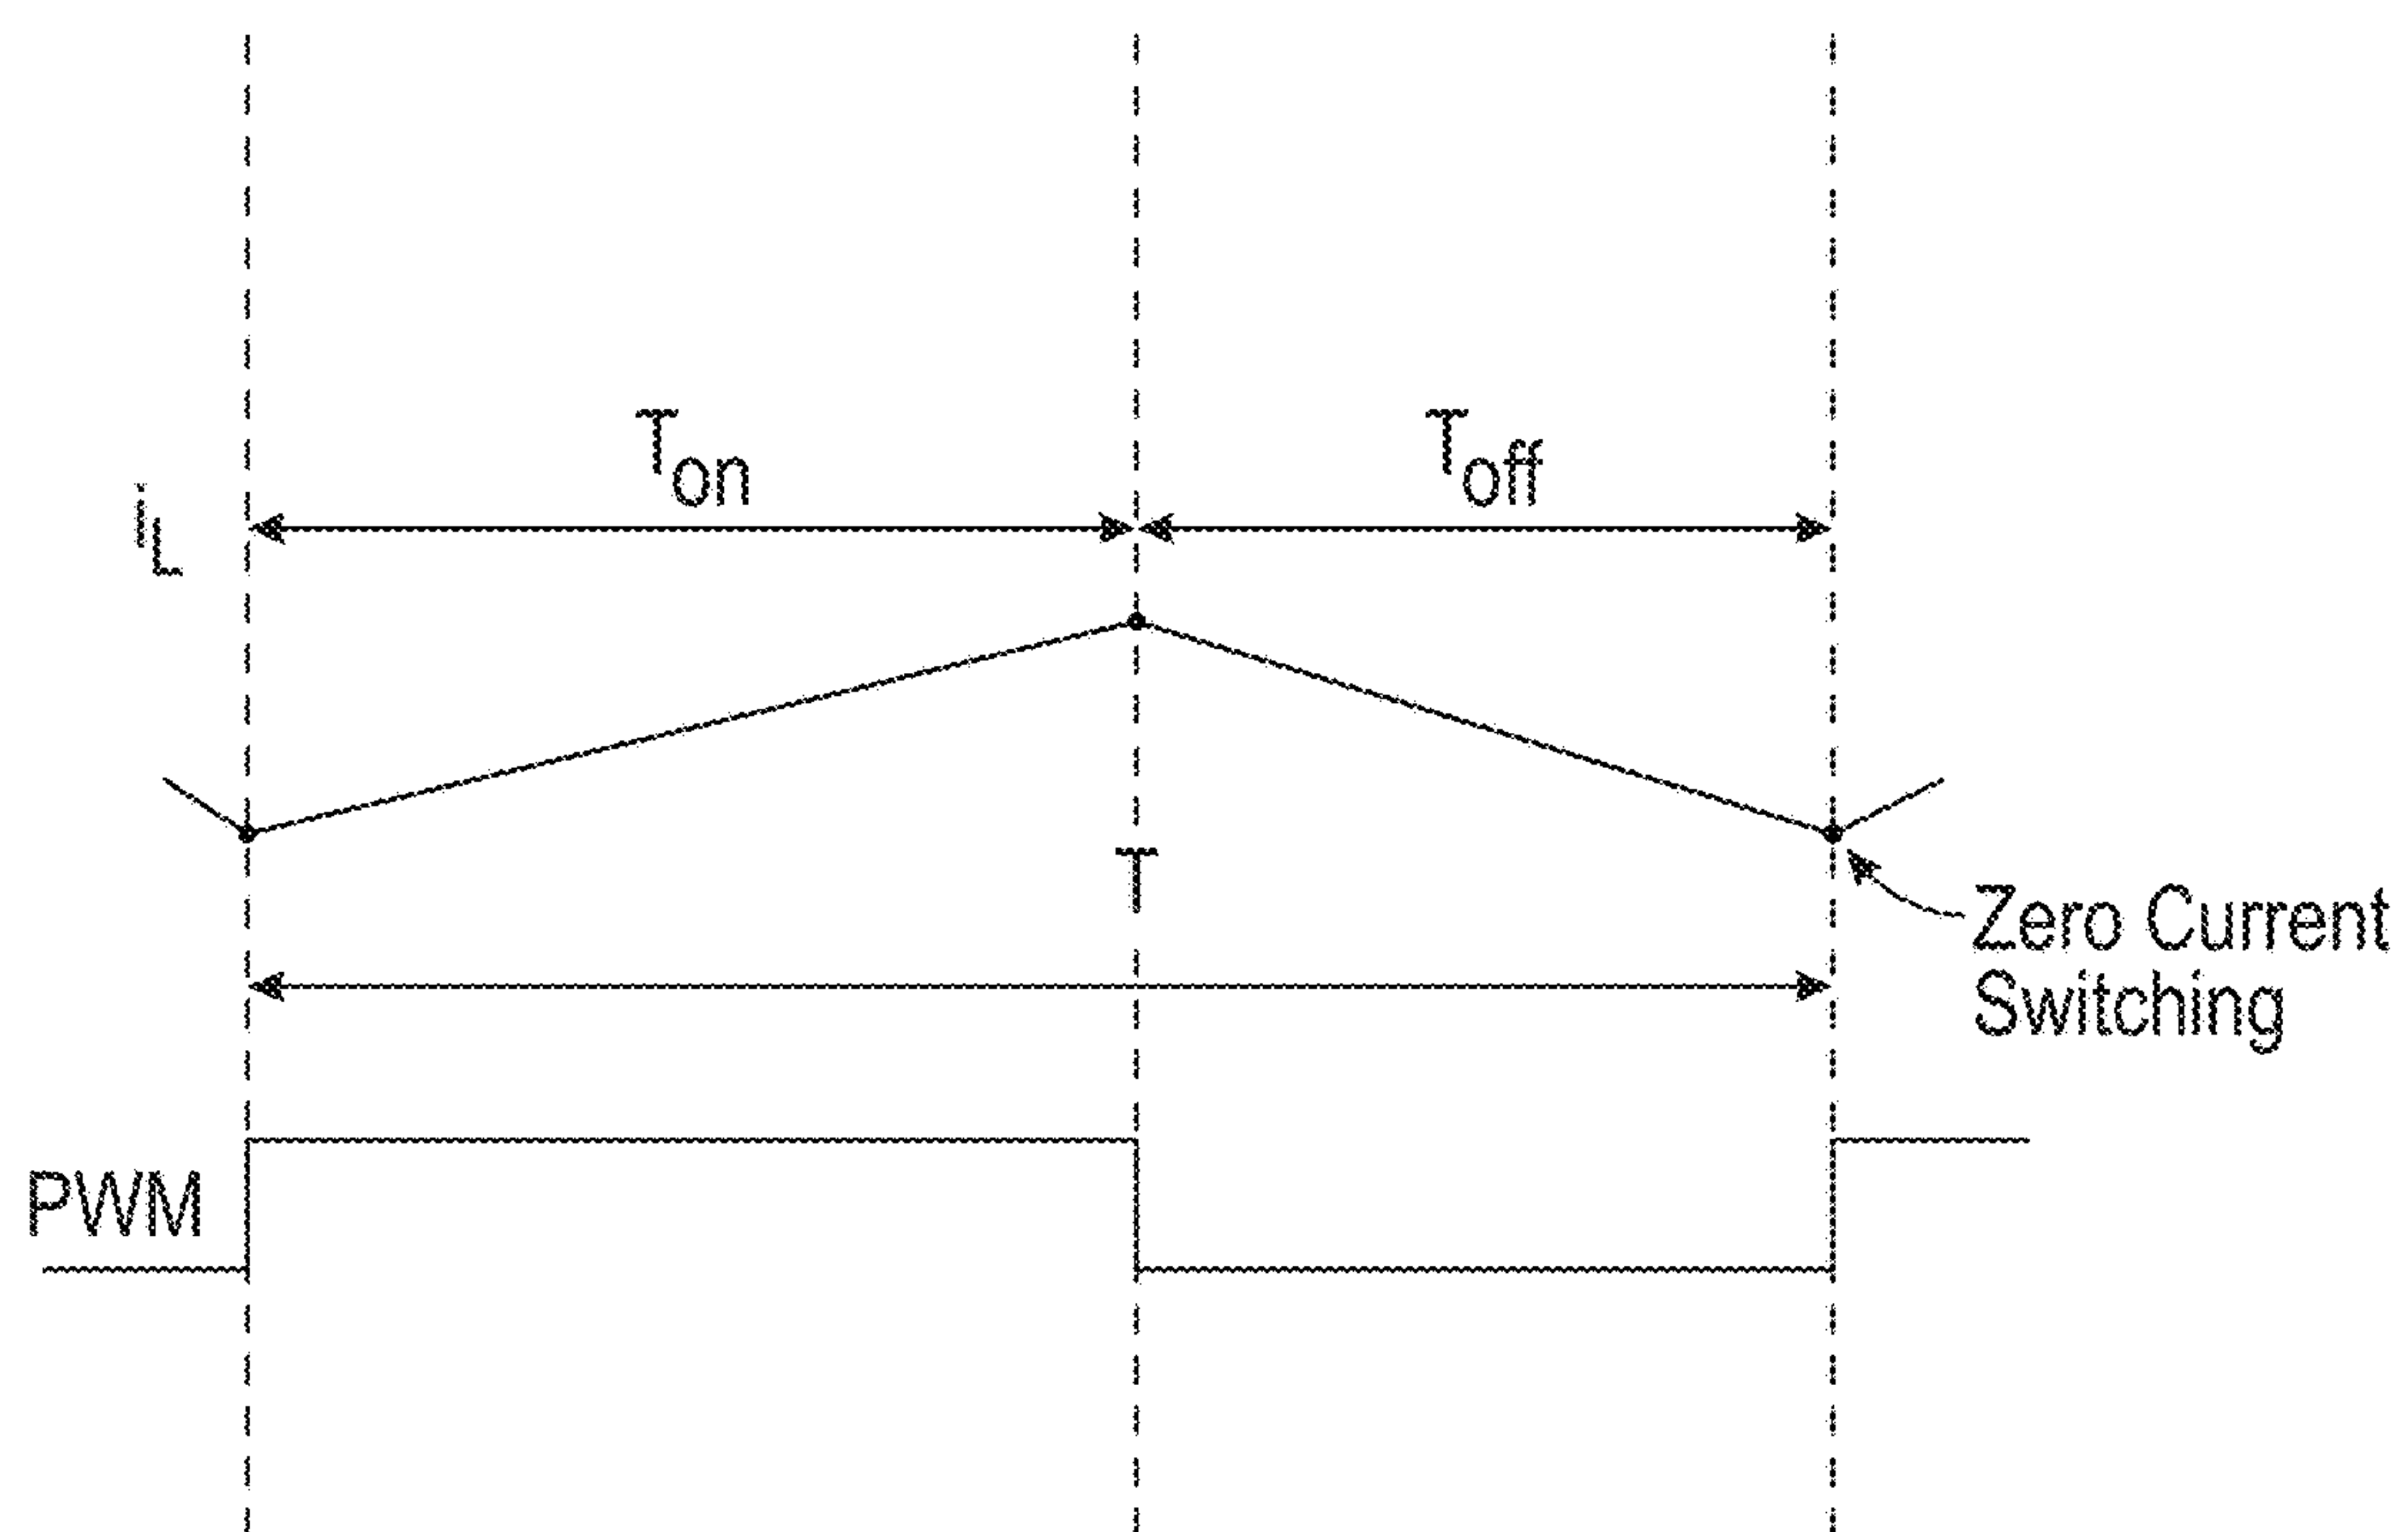 Ton
Toff
iL
T
Zero Current
Switching
PWM